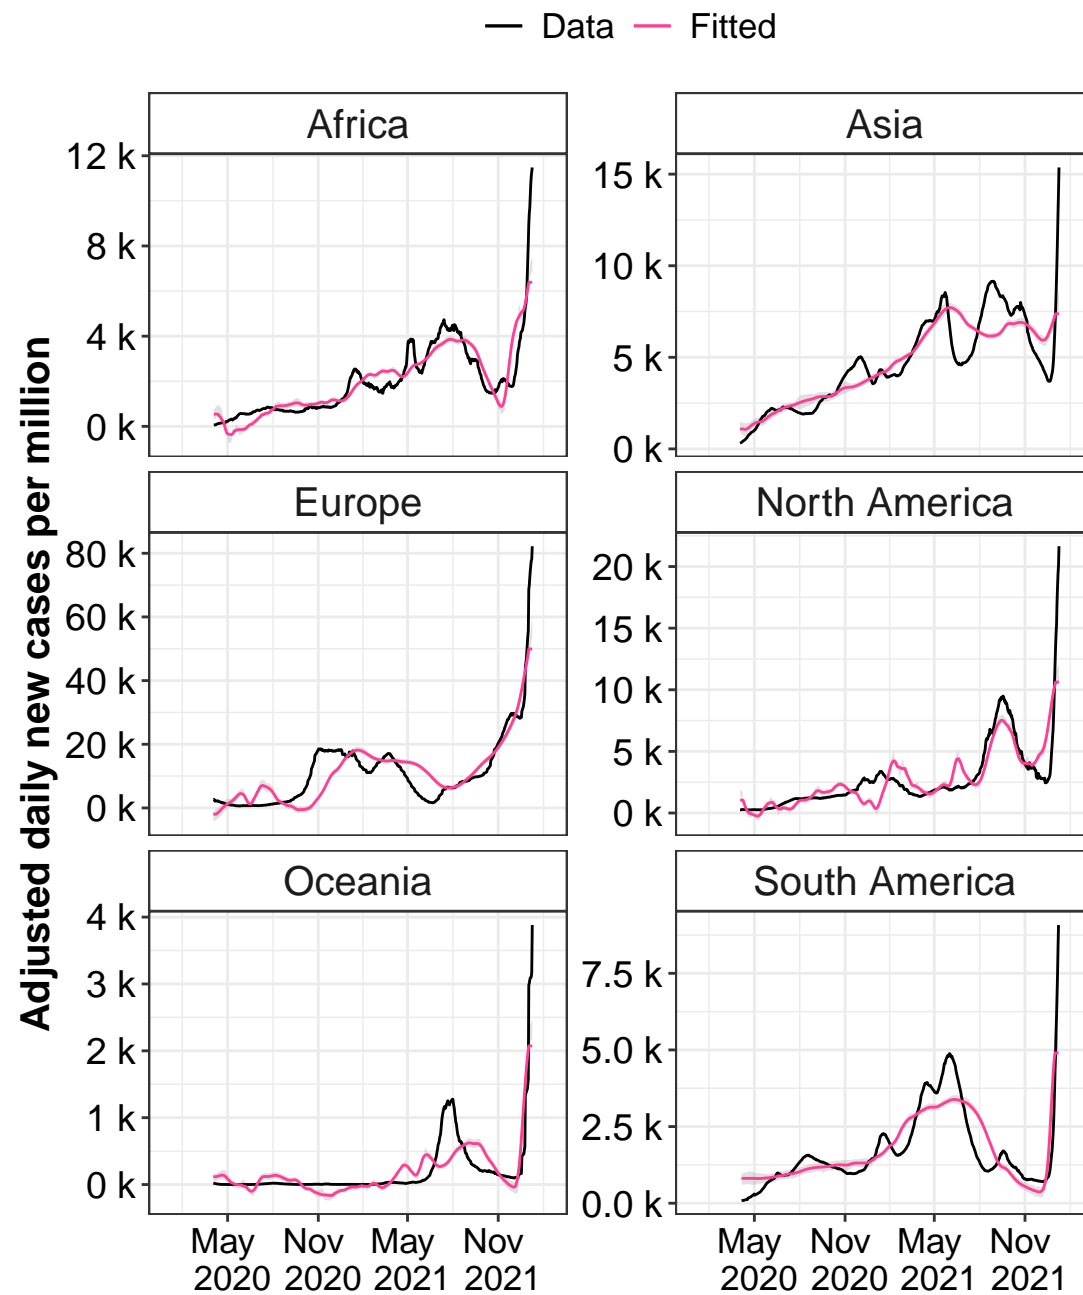 Data Fitted
Adjusted daily new cases per million
Africa
12 k
8 k
4 k
0 k
Asia
15 k
10 k
5 k
0 k
Europe
80 k
60 k
40 k
20 k
0 k
North America
20 k
15 k
10 k
5 k
0 k
Oceania
4 k
3 k
2 k
1 k
0 k
South America
7.5 k
5.0 k
2.5 k
0.0 k
May Nov May Nov
2020 2020 2021 2021
May Nov May Nov
2020 2020 2021 2021